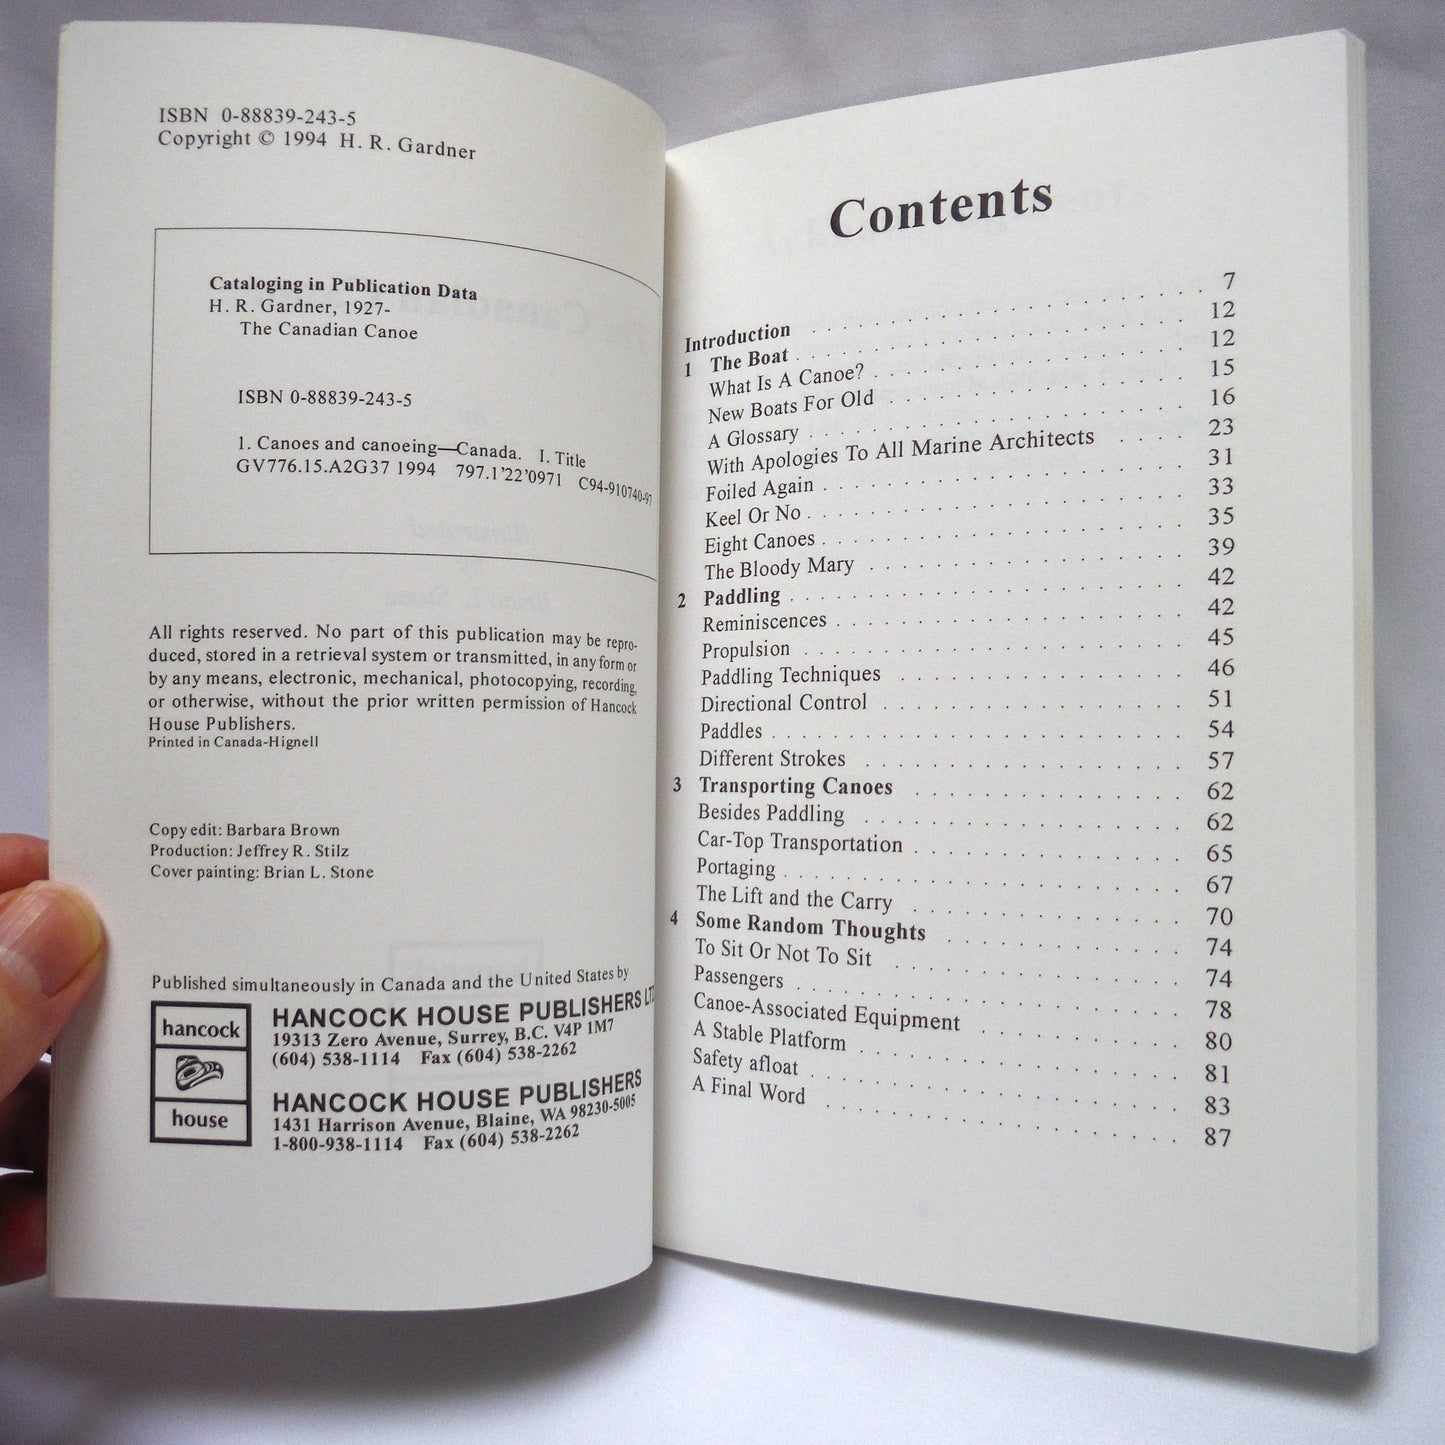 ISBN 0-88839-243-5
Copyright © 1994 H. R. Gardner
Cataloging in Publication Data
H. R. Gardner, 1927-
The Canadian Canoe
ISBN 0-88839-243-5
1. Canoes and canoeing—Canada. I. Title
GV776.15.A2G37 1994 797.1'22'0971 C94-910740-97
All rights reserved. No part of this publication may be repro-
duced, stored in a retrieval system or transmitted, in any form or
by any means, electronic, mechanical, photocopying, recording,
or otherwise, without the prior written permission of Hancock
House Publishers.
Printed in Canada-Hignell
Copy edit: Barbara Brown
Production: Jeffrey R. Stilz
Cover painting: Brian L. Stone
Published simultaneously in Canada and the United States by
hancock
house
HANCOCK HOUSE PUBLISHERS LTD
19313 Zero Avenue, Surrey, B.C. V4P 1M7
(604) 538-1114 Fax (604) 538-2262
HANCOCK HOUSE PUBLISHERS
1431 Harrison Avenue, Blaine, WA 98230-5005
1-800-938-1114 Fax (604) 538-2262
Contents
Introduction . . . . . 7
1 The Boat . . . . . 12
What Is A Canoe? . . . . . 12
New Boats For Old . . . . . 15
A Glossary . . . . . 16
With Apologies To All Marine Architects . . . . 23
Foiled Again . . . . . 31
Keel Or No . . . . . 33
Eight Canoes . . . . . 35
The Bloody Mary . . . . . 39
2 Paddling . . . . . 42
Reminiscences . . . . . 42
Propulsion . . . . . 45
Paddling Techniques . . . . . 46
Directional Control . . . . . 51
Paddles . . . . . 54
Different Strokes . . . . . 57
3 Transporting Canoes . . . . . 62
Besides Paddling . . . . . 62
Car-Top Transportation . . . . . 65
Portaging . . . . . 67
The Lift and the Carry . . . . . 70
4 Some Random Thoughts . . . . . 74
To Sit Or Not To Sit . . . . . 74
Passengers . . . . . 78
Canoe-Associated Equipment . . . . . 80
A Stable Platform . . . . . 81
Safety afloat . . . . . 83
A Final Word . . . . . 87